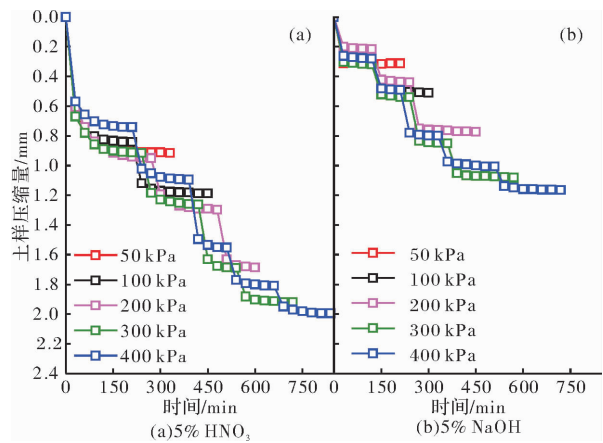 土样压缩量/mm
0.0
0.2
0.4
0.6
0.8
1.0
1.2
1.4
1.6
1.8
2.0
2.2
2.4
(a)
50 kPa
100 kPa
200 kPa
300 kPa
400 kPa
0 150 300 450 600 750
时间/min
(a)5% HNO₃
(b)
50 kPa
100 kPa
200 kPa
300 kPa
400 kPa
0 150 300 450 600 750
时间/min
(b)5% NaOH